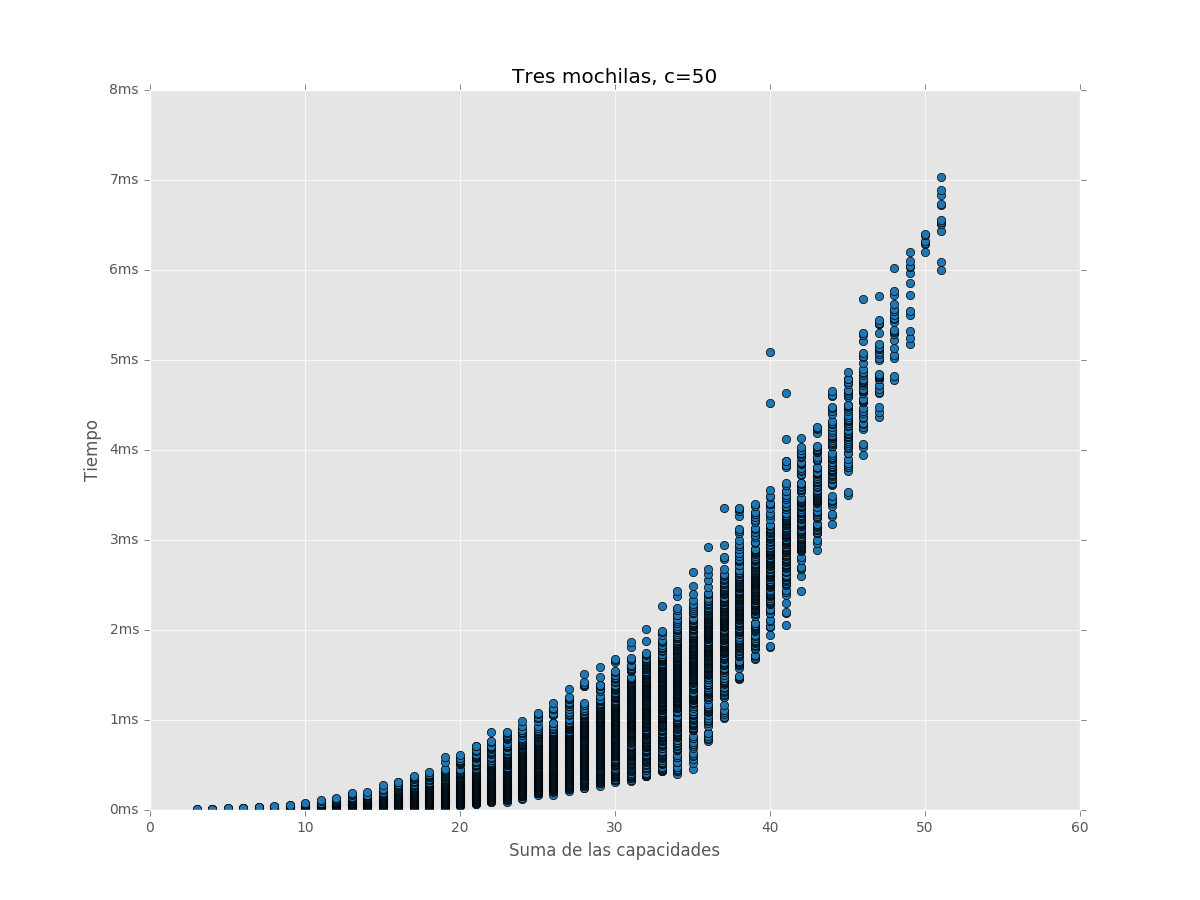 Tres mochilas, c=50
8ms
7ms
6ms
5ms
4ms
3ms
2ms
1ms
0ms
Tiempo
0 10 20 30 40 50 60
Suma de las capacidades